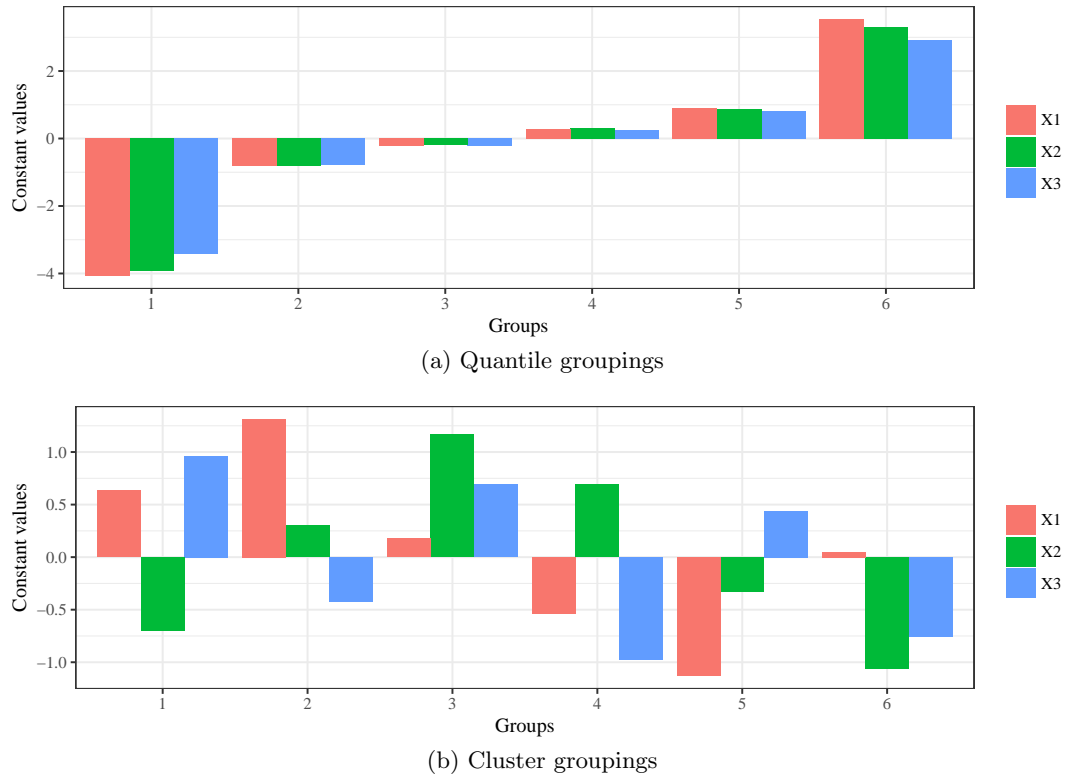 Constant values
2
0
−2
−4
1 2 3 4 5 6
Groups
X1
X2
X3
(a) Quantile groupings
Constant values
1.0
0.5
0.0
−0.5
−1.0
1 2 3 4 5 6
Groups
X1
X2
X3
(b) Cluster groupings